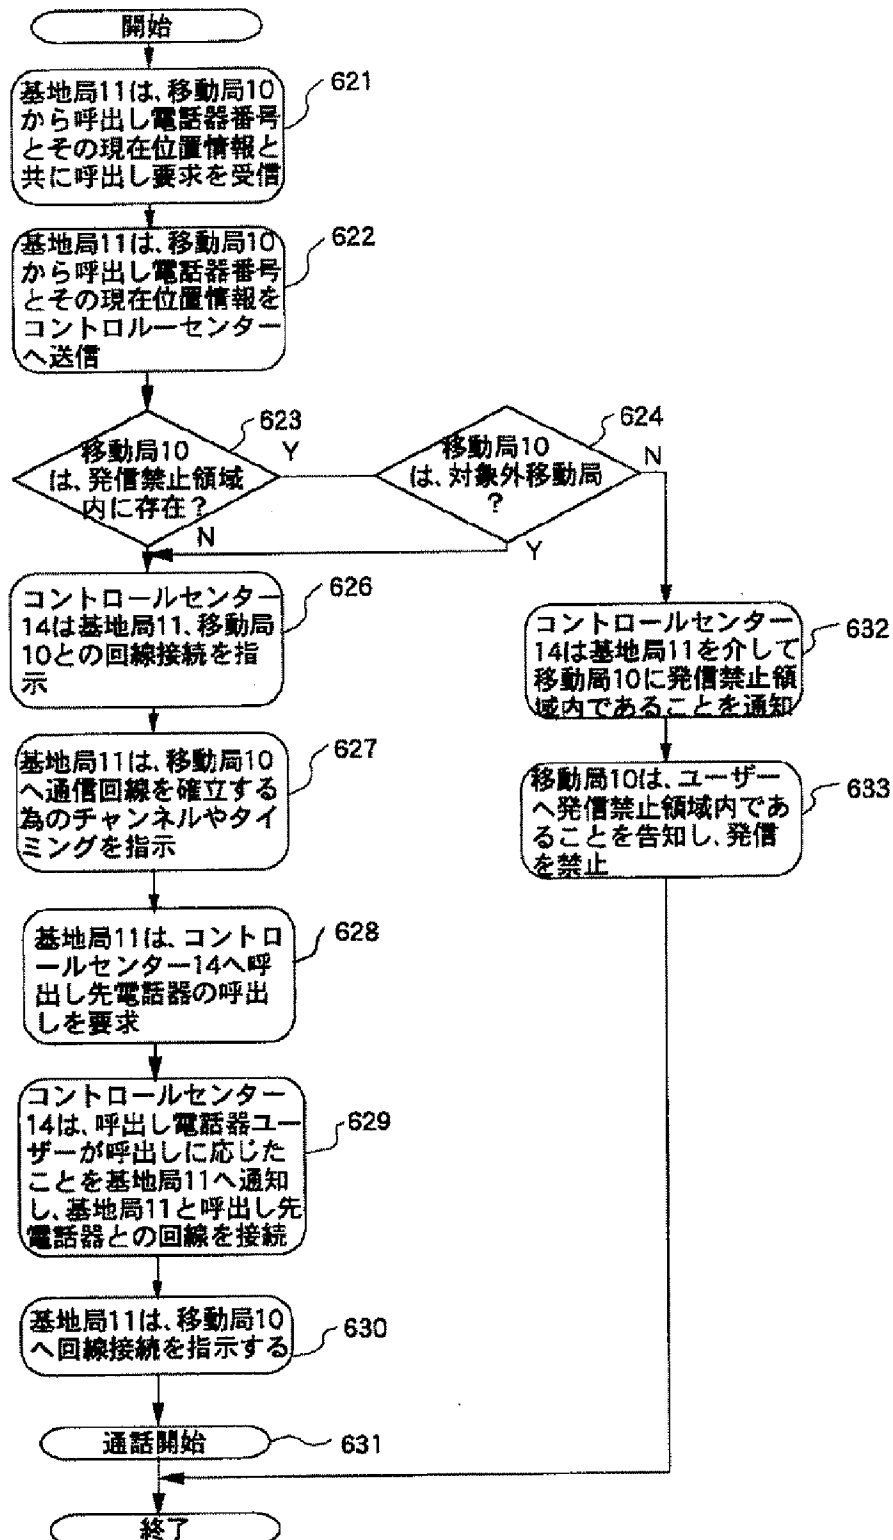 開始
基地局11は、移動局10
から呼出し電話器番号
とその現在位置情報と
共に呼出し要求を受信
621
基地局11は、移動局10
から呼出し電話器番号
とその現在位置情報を
コントロルーセンター
へ送信
622
移動局10
は、発信禁止領域
内に存在？
623
Y
N
移動局10
は、対象外移動局
？
624
N
Y
コントロールセンター
14は基地局11、移動局
10との回線接続を指
示
626
コントロールセンター
14は基地局11を介して
移動局10に発信禁止領
域内であることを通知
632
基地局11は、移動局10
へ通信回線を確立する
為のチャンネルやタイ
ミングを指示
627
移動局10は、ユーザー
へ発信禁止領域内であ
ることを告知し、発信
を禁止
633
基地局11は、コントロ
ールセンター14へ呼
出し先電話器の呼出
しを要求
628
コントロールセンター
14は、呼出し電話器ユー
ザーが呼出しに応じた
ことを基地局11へ通知
し、基地局11と呼出し先
電話器との回線を接続
629
基地局11は、移動局10
へ回線接続を指示する
630
通話開始
631
終了